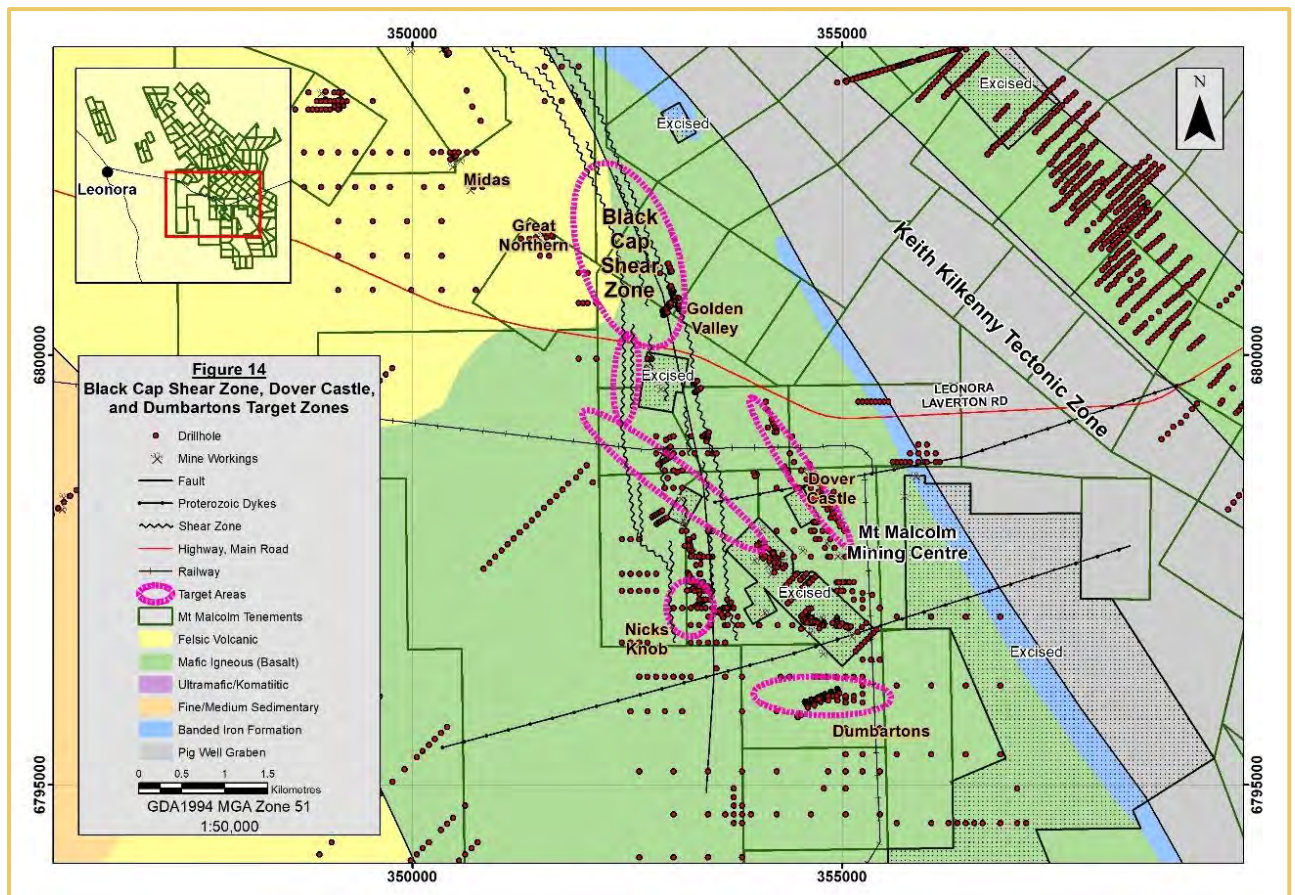 350000
355000
N
Leonora
Excised
Excised
Midas
Great
Northern
Black
Cap
Shear
Zone
Golden
Valley
Keith Kilkenny Tectonic Zone
6800000
6800000
LEONORA
LAVERTON RD
Excised
Dover
Castle
Mt Malcolm
Mining Centre
Excised
Nicks
Knob
Excised
Dumbartons
6795000
6795000
Figure 14
Black Cap Shear Zone, Dover Castle,
and Dumbartons Target Zones
Drillhole
Mine Workings
Fault
Proterozoic Dykes
Shear Zone
Highway, Main Road
Railway
Target Areas
Mt Malcolm Tenements
Felsic Volcanic
Mafic Igneous (Basalt)
Ultramafic/Komatiitic
Fine/Medium Sedimentary
Banded Iron Formation
Pig Well Graben
0 0.5 1 1.5
Kilometres
GDA1994 MGA Zone 51
1:50,000
350000
355000